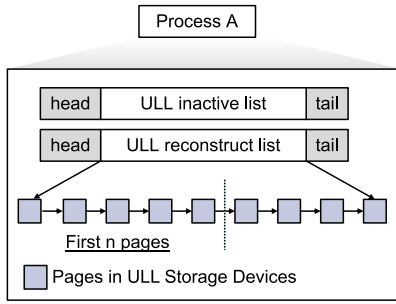 Process A
head ULL inactive list tail
head ULL reconstruct list tail
First n pages
Pages in ULL Storage Devices